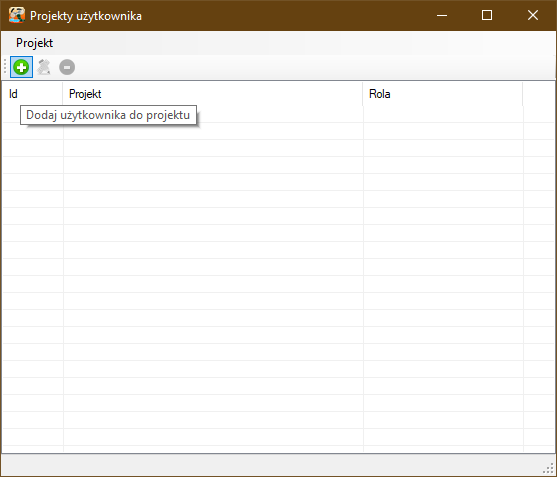 Projekty użytkownika
Projekt
Id Projekt Rola
Dodaj użytkownika do projektu